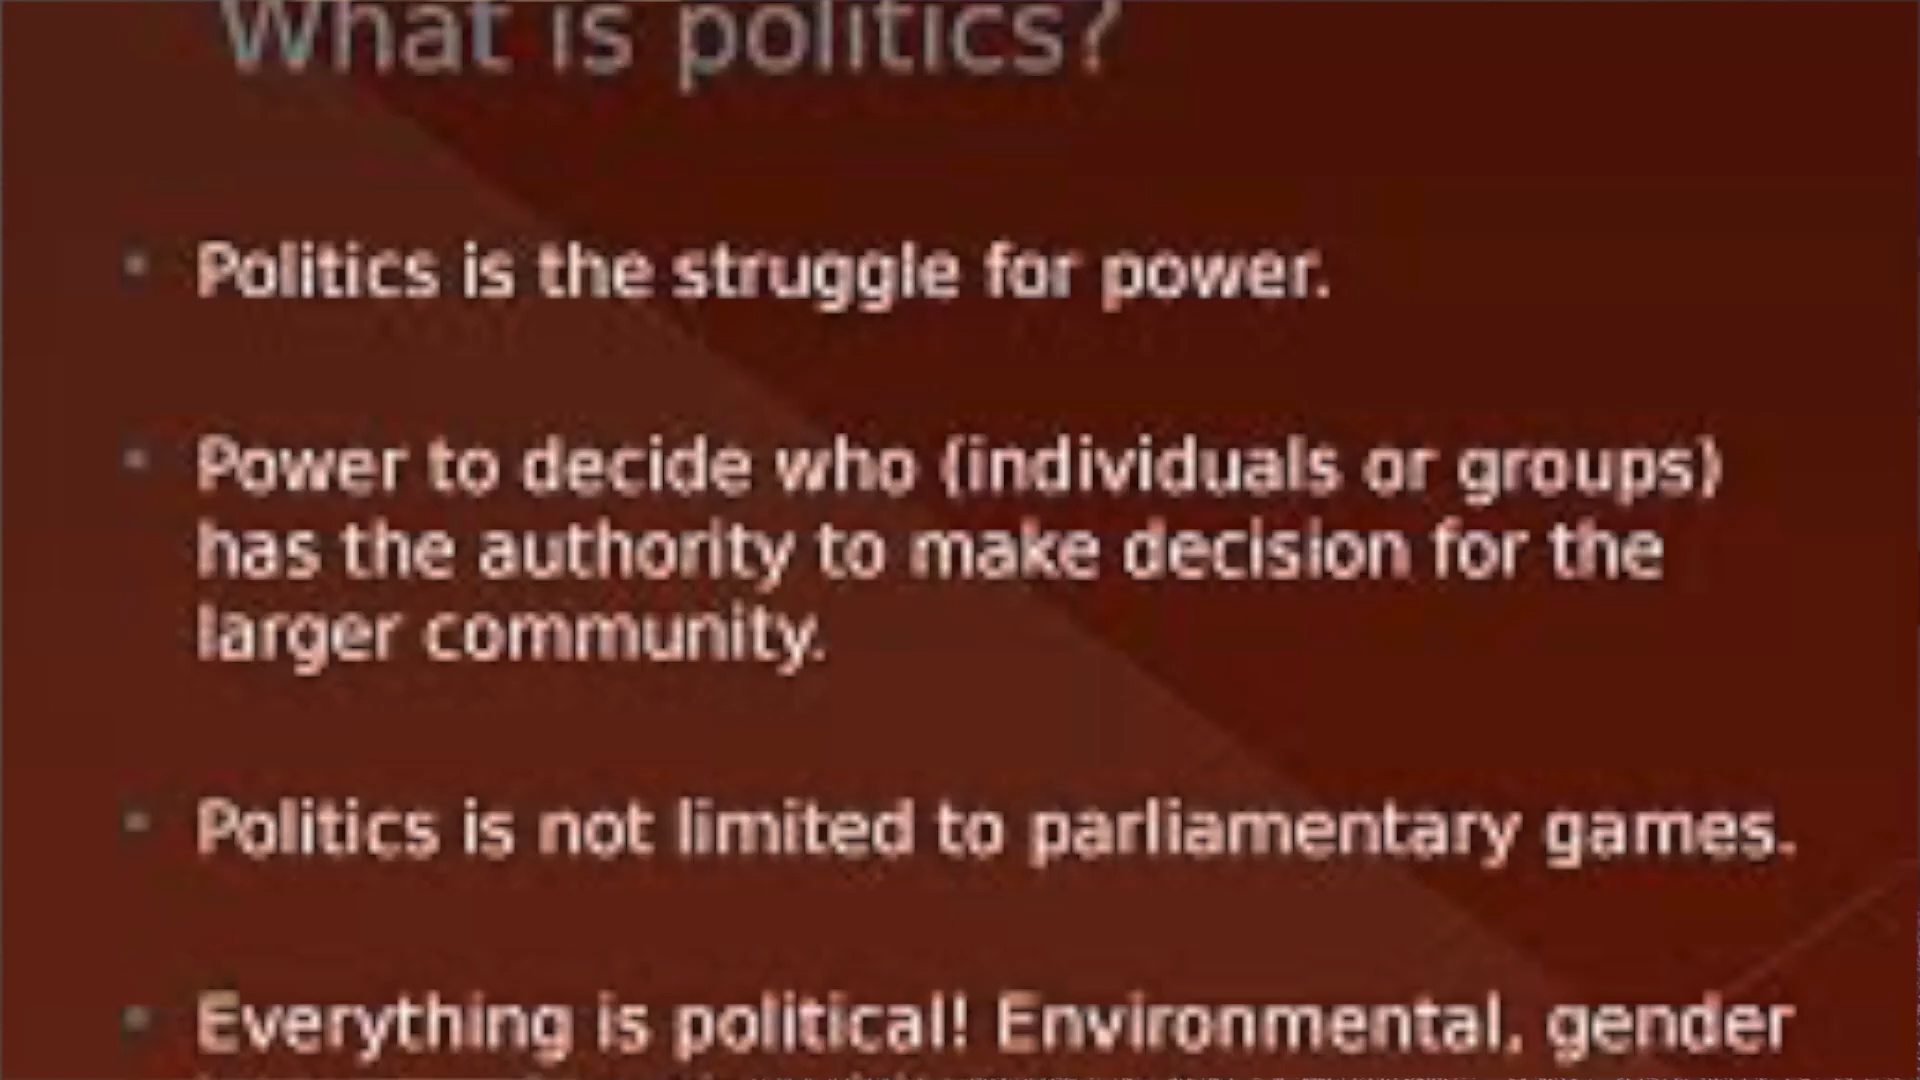 What is politics?
Politics is the struggle for power.
Power to decide who (individuals or groups)
has the authority to make decision for the
larger community.
Politics is not limited to parliamentary games.
Everything is political! Environmental, gender